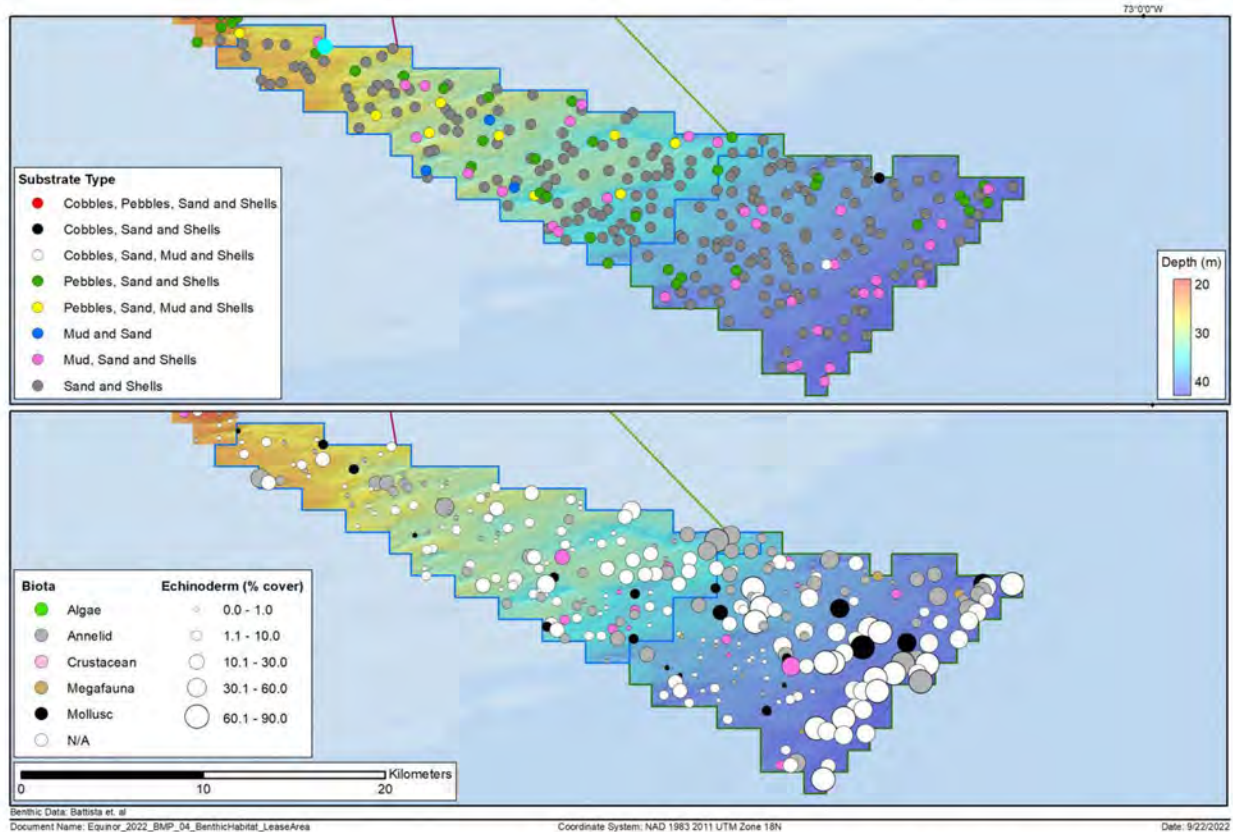 73°0'0"W
Substrate Type
Cobbles, Pebbles, Sand and Shells
Cobbles, Sand and Shells
Cobbles, Sand, Mud and Shells
Pebbles, Sand and Shells
Pebbles, Sand, Mud and Shells
Mud and Sand
Mud, Sand and Shells
Sand and Shells
Depth (m)
20
30
40
Biota
Algae
Annelid
Crustacean
Megafauna
Mollusc
N/A
Echinoderm (% cover)
0.0 - 1.0
1.1 - 10.0
10.1 - 30.0
30.1 - 60.0
60.1 - 90.0
Kilometers
0 10 20
Benthic Data: Battista et. al
Document Name: Equinor_2022_BMP_04_BenthicHabitat_LeaseArea Coordinate System: NAD 1983 2011 UTM Zone 18N Date: 9/22/2022